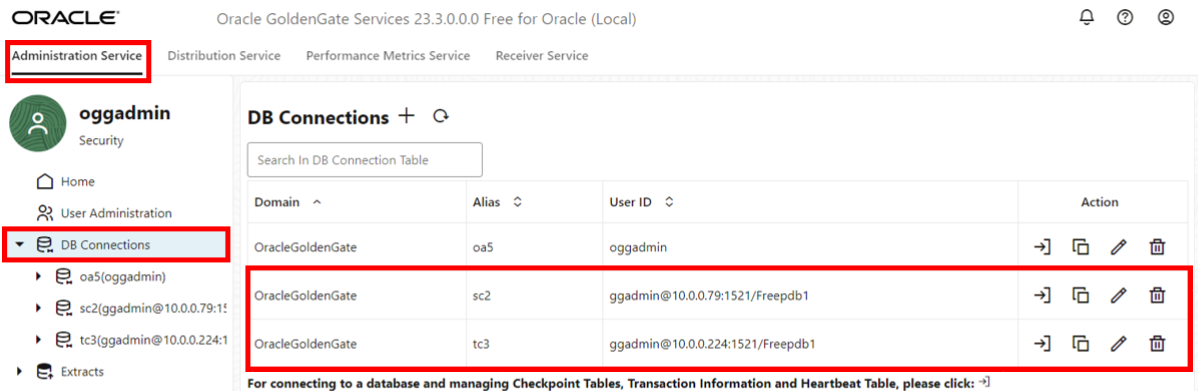 ORACLE
Oracle GoldenGate Services 23.3.0.0.0 Free for Oracle (Local)
Administration Service Distribution Service Performance Metrics Service Receiver Service
oggadmin
Security
Home
User Administration
DB Connections
oa5(oggadmin)
sc2(ggadmin@10.0.0.79:15
tc3(ggadmin@10.0.0.224:1
Extracts
DB Connections
Search In DB Connection Table
Domain Alias User ID Action
OracleGoldenGate oa5 oggadmin
OracleGoldenGate sc2 ggadmin@10.0.0.79:1521/Freepdb1
OracleGoldenGate tc3 ggadmin@10.0.0.224:1521/Freepdb1
For connecting to a database and managing Checkpoint Tables, Transaction Information and Heartbeat Table, please click: